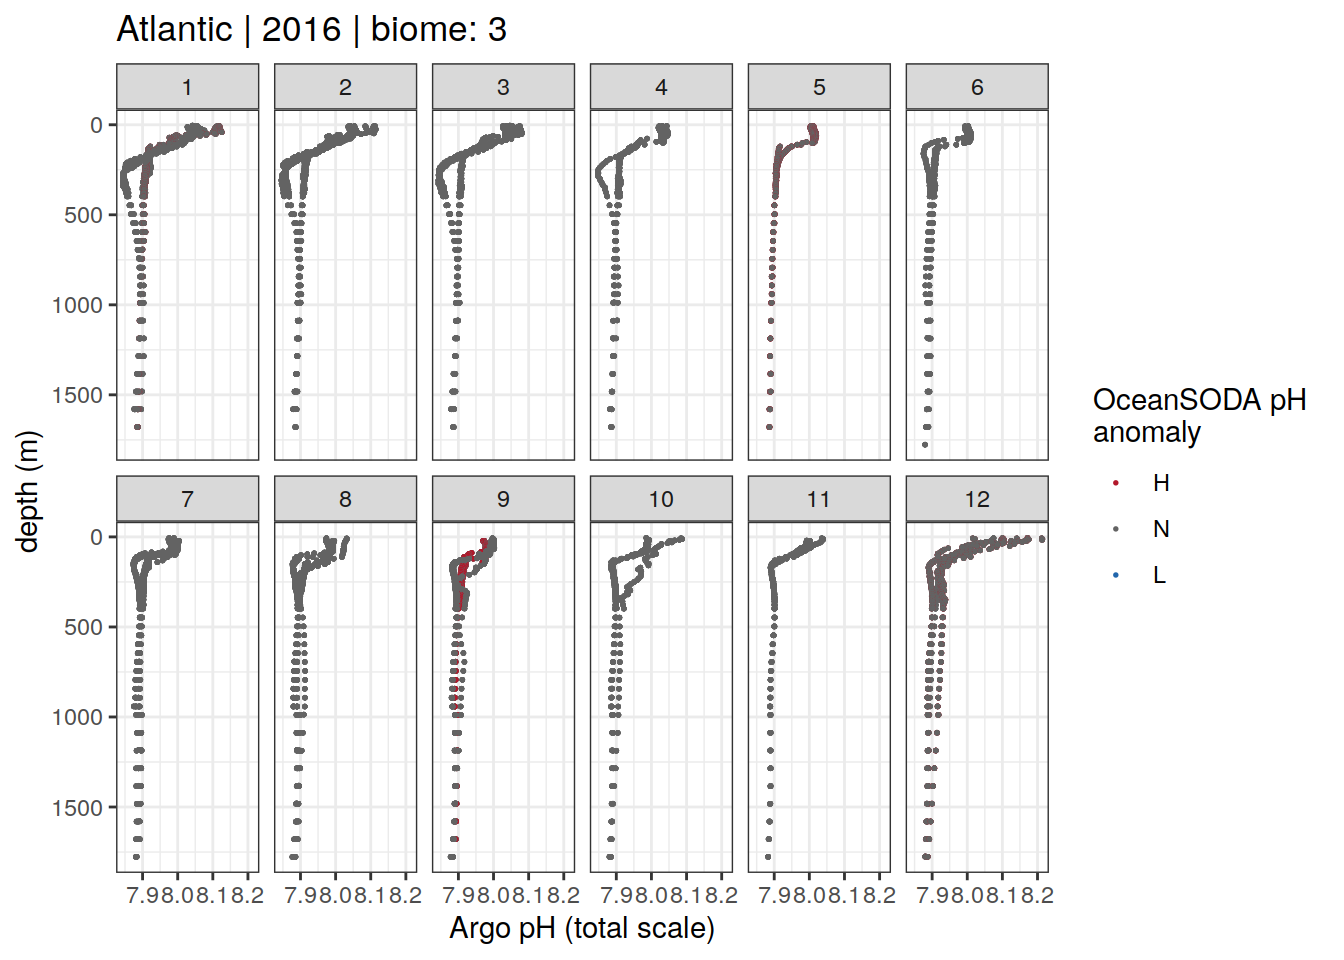 Atlantic | 2016 | biome: 3
1 2 3 4 5 6
0
500
1000
1500
7 8 9 10 11 12
0
500
1000
1500
7.98.08.18.2 7.98.08.18.2 7.98.08.18.2 7.98.08.18.2 7.98.08.18.2 7.98.08.18.2
Argo pH (total scale)
depth (m)
OceanSODA pH
anomaly
H
N
L